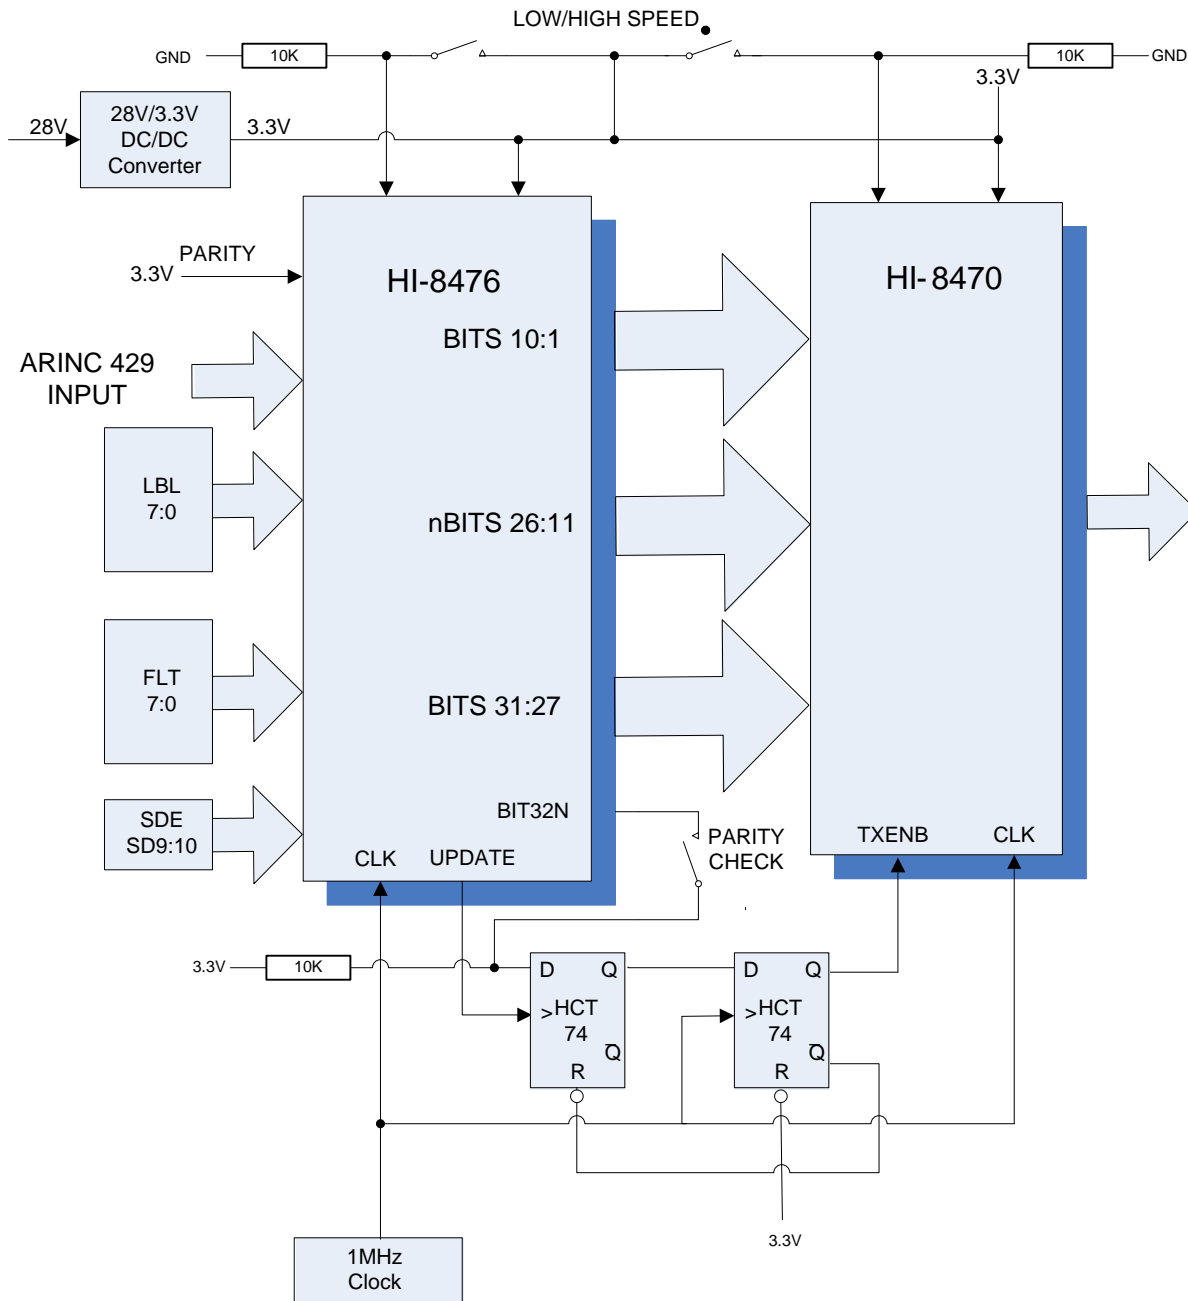 LOW/HIGH SPEED
GND
10K
10K
GND
3.3V
28V
28V/3.3V
DC/DC
Converter
3.3V
PARITY
3.3V
HI-8476
HI-8470
BITS 10:1
ARINC 429
INPUT
LBL
7:0
nBITS 26:11
FLT
7:0
BITS 31:27
SDE
SD9:10
BIT32N
PARITY
CHECK
CLK
UPDATE
TXENB
CLK
3.3V
10K
D
Q
>HCT
74
Q
R
D
Q
>HCT
74
Q
R
3.3V
1MHz
Clock